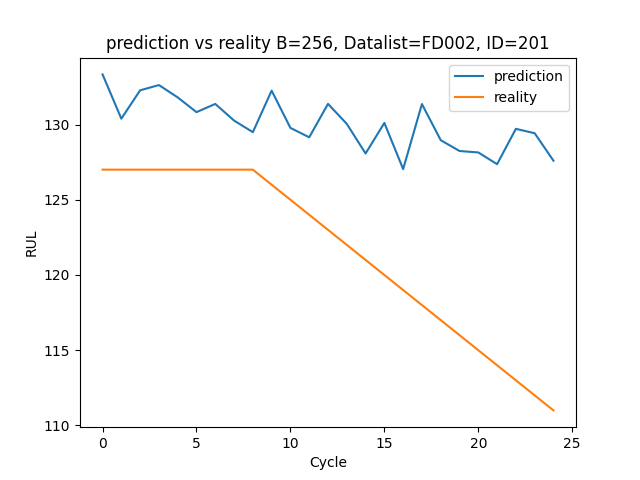 prediction vs reality B=256, Datalist=FD002, ID=201
prediction
reality
130
125
120
115
110
RUL
0 5 10 15 20 25
Cycle